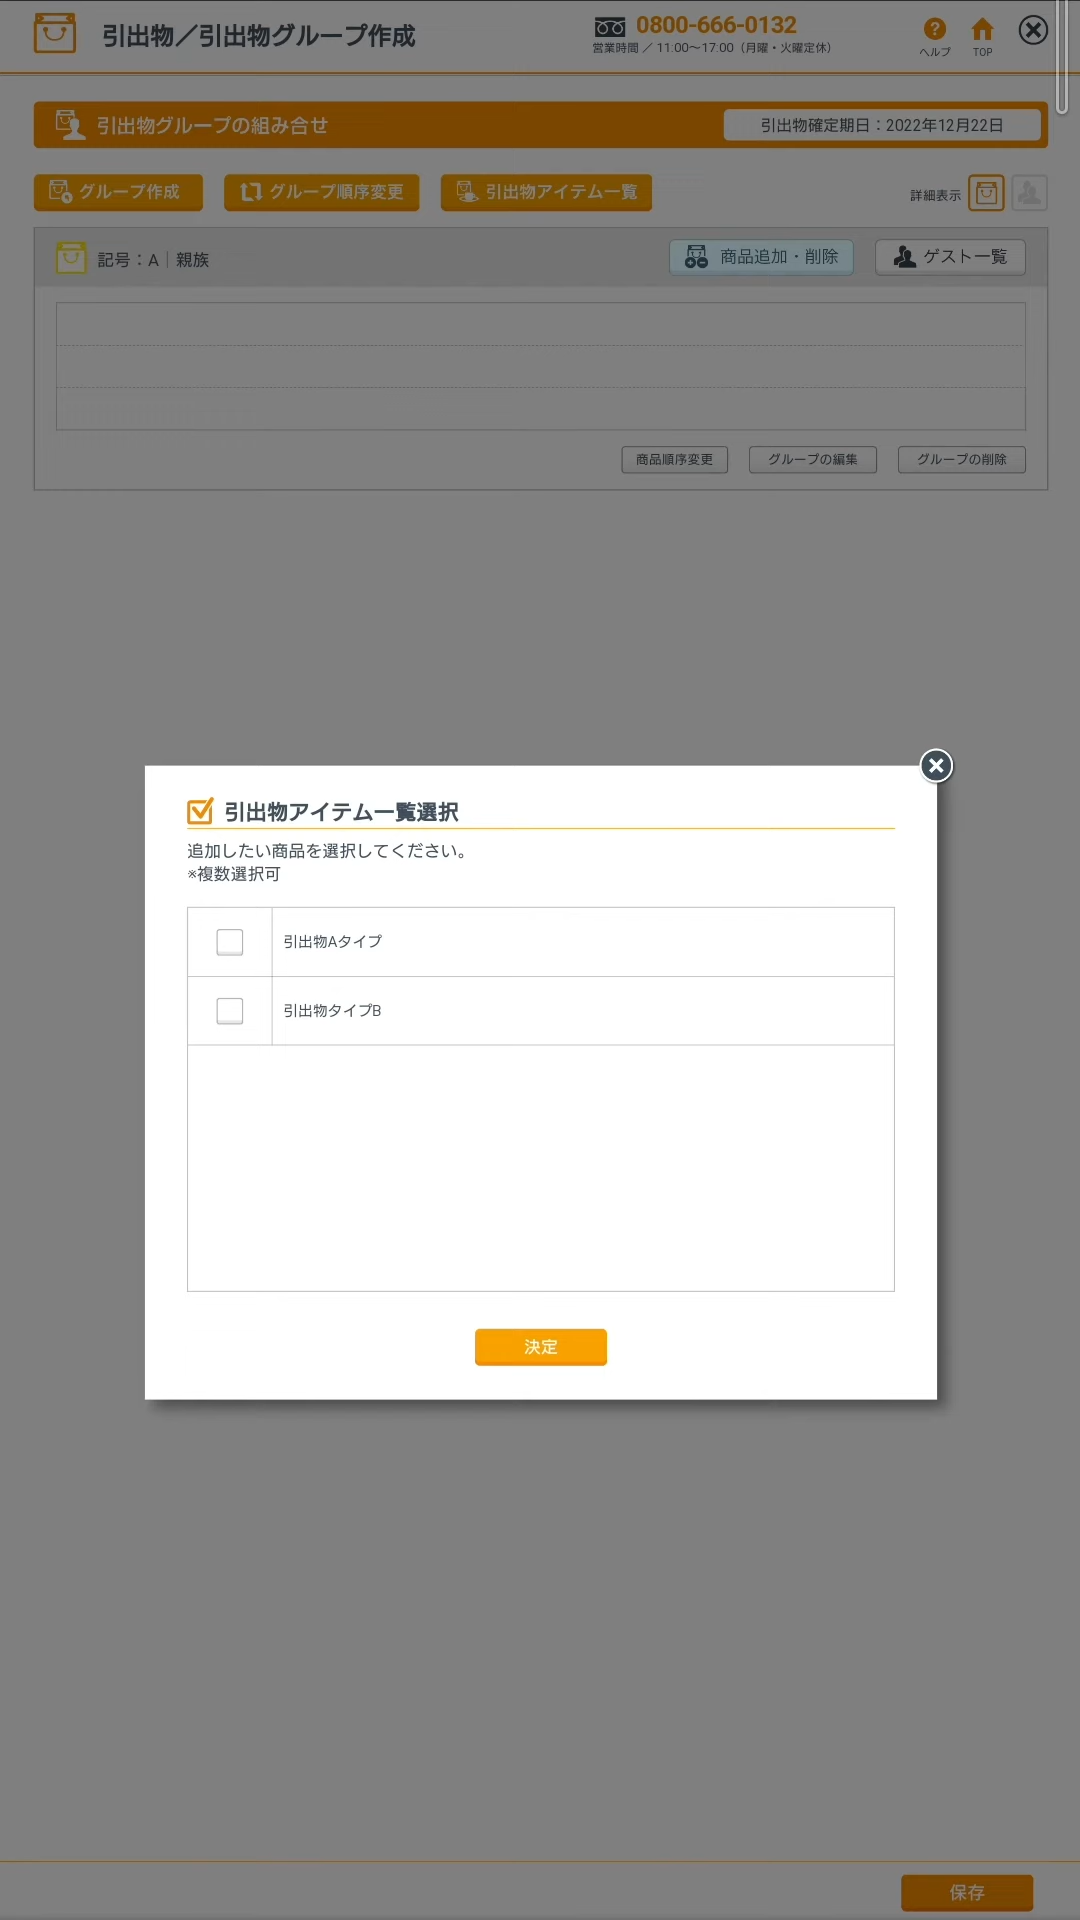 引出物／引出物グループ作成
0800-666-0132
営業時間 ／ 11:00〜17:00（月曜・火曜定休）
ヘルプ
TOP
引出物グループの組み合せ
引出物確定期日：2022年12月22日
グループ作成
グループ順序変更
引出物アイテム一覧
詳細表示
記号：A｜親族
商品追加・削除
ゲスト一覧
商品順序変更
グループの編集
グループの削除
引出物アイテム一覧選択
追加したい商品を選択してください。
※複数選択可
引出物Aタイプ
引出物タイプB
決定
保存